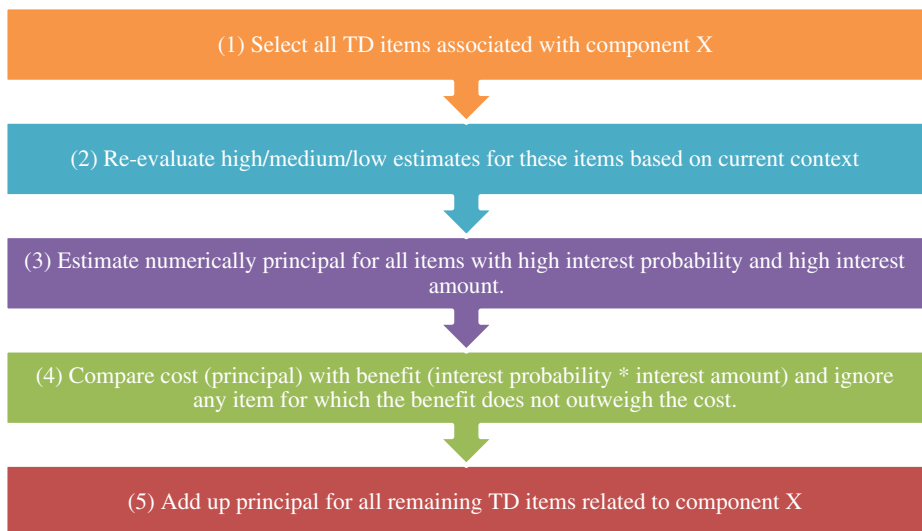 (1) Select all TD items associated with component X
(2) Re-evaluate high/medium/low estimates for these items based on current context
(3) Estimate numerically principal for all items with high interest probability and high interest
amount.
(4) Compare cost (principal) with benefit (interest probability * interest amount) and ignore
any item for which the benefit does not outweigh the cost.
(5) Add up principal for all remaining TD items related to component X